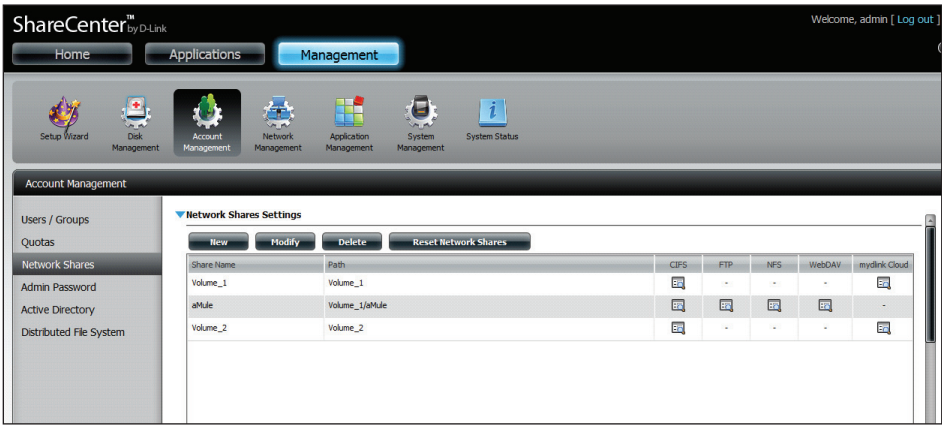 ShareCenter™ by D-Link
Welcome, admin [ Log out ]
Home Applications Management
Setup Wizard
Disk Management
Account Management
Network Management
Application Management
System Management
System Status
Account Management
Users / Groups
Quotas
Network Shares
Admin Password
Active Directory
Distributed File System
Network Shares Settings
New Modify Delete Reset Network Shares
Share Name Path CIFS FTP NFS WebDAV mydlink Cloud
Volume_1 Volume_1 - - -
aMule Volume_1/aMule -
Volume_2 Volume_2 - - -